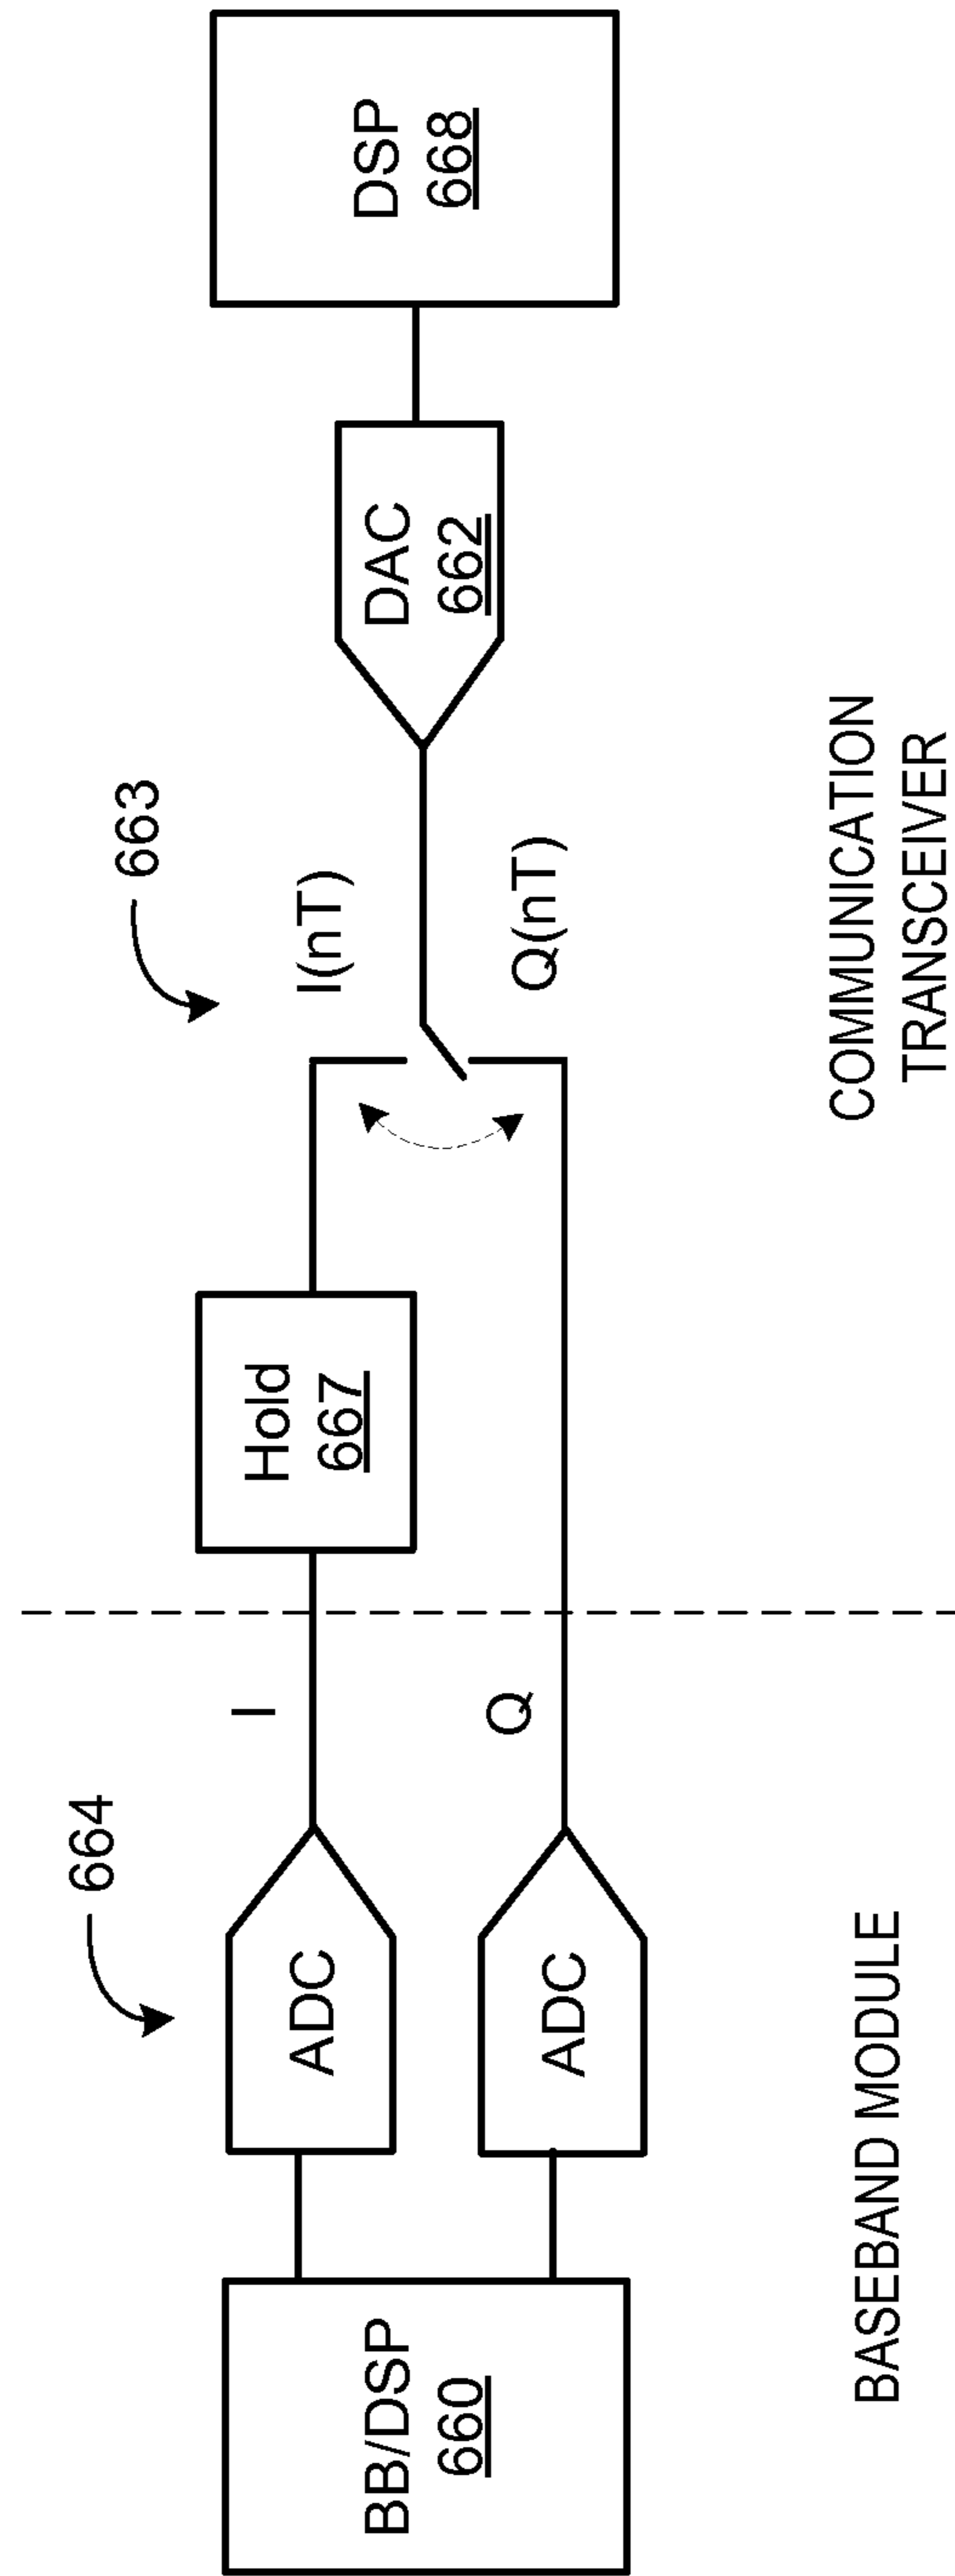 664
663
BB/DSP
660
ADC
ADC
I
Q
Hold
667
I(nT)
Q(nT)
DAC
662
DSP
668
BASEBAND MODULE
COMMUNICATION
TRANSCEIVER